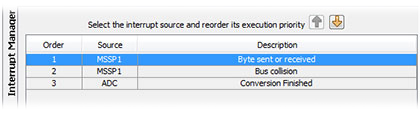 Interrupt Manager
Select the interrupt source and reorder its execution priority
Order Source Description
1 MSSP1 Byte sent or received
2 MSSP1 Bus collision
3 ADC Conversion Finished